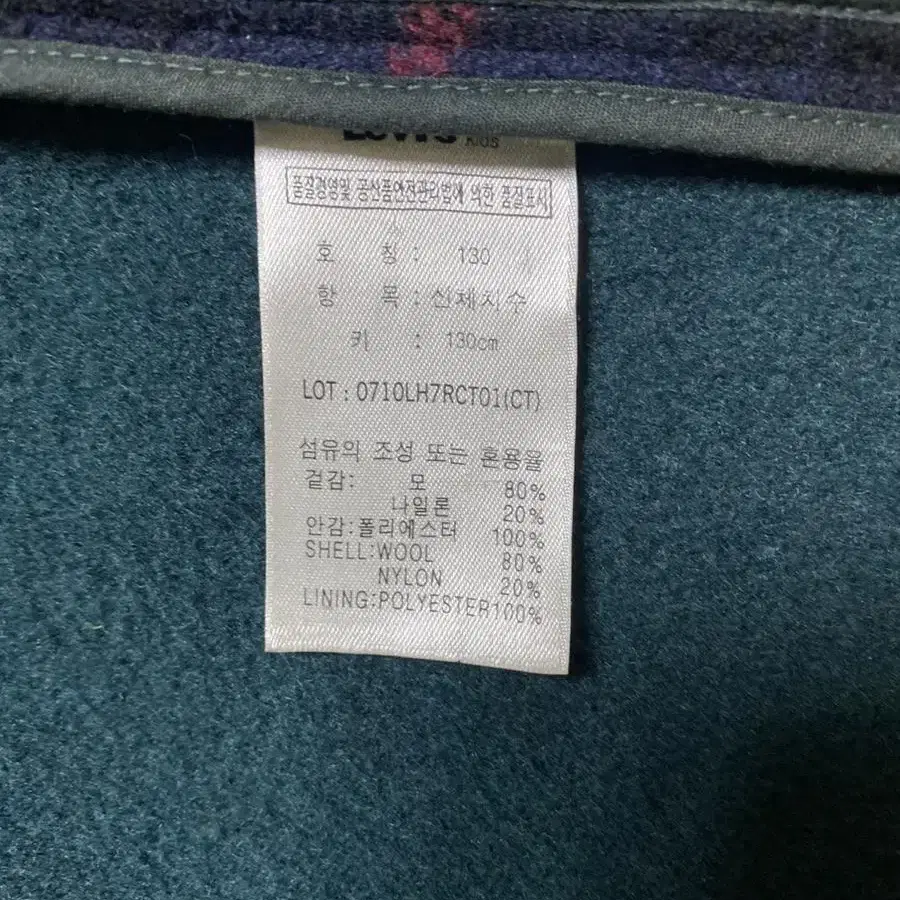 Levi's KIDS
품질경영및 공산품안전관리법에 의한 품질표시
호 칭 : 130
항 목 : 신체치수
키 : 130cm
LOT : 0710LH7RCT01(CT)
섬유의 조성 또는 혼용율
겉감: 모 80%
나일론 20%
안감:폴리에스터 100%
SHELL:WOOL 80%
NYLON 20%
LINING:POLYESTER100%